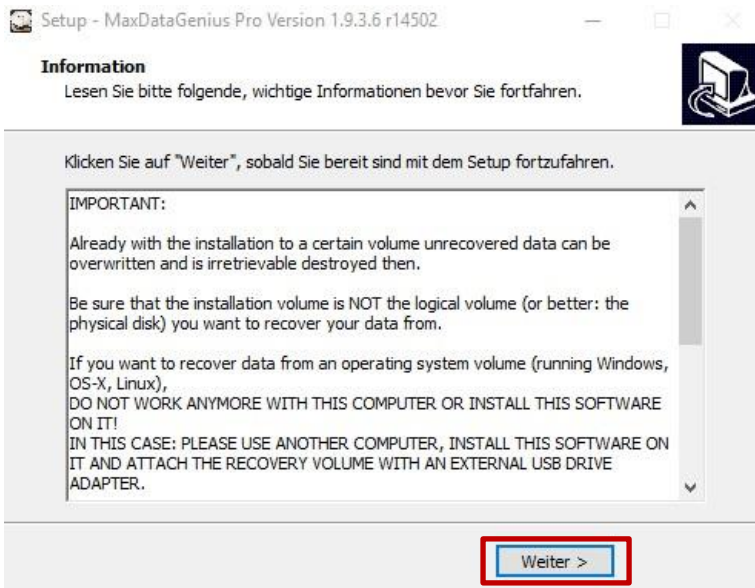 Setup - MaxDataGenius Pro Version 1.9.3.6 r14502
Information
Lesen Sie bitte folgende, wichtige Informationen bevor Sie fortfahren.
Klicken Sie auf "Weiter", sobald Sie bereit sind mit dem Setup fortzufahren.
IMPORTANT:
Already with the installation to a certain volume unrecovered data can be
overwritten and is irretrievable destroyed then.
Be sure that the installation volume is NOT the logical volume (or better: the
physical disk) you want to recover your data from.
If you want to recover data from an operating system volume (running Windows,
OS-X, Linux),
DO NOT WORK ANYMORE WITH THIS COMPUTER OR INSTALL THIS SOFTWARE
ON IT!
IN THIS CASE: PLEASE USE ANOTHER COMPUTER, INSTALL THIS SOFTWARE ON
IT AND ATTACH THE RECOVERY VOLUME WITH AN EXTERNAL USB DRIVE
ADAPTER.
Weiter >